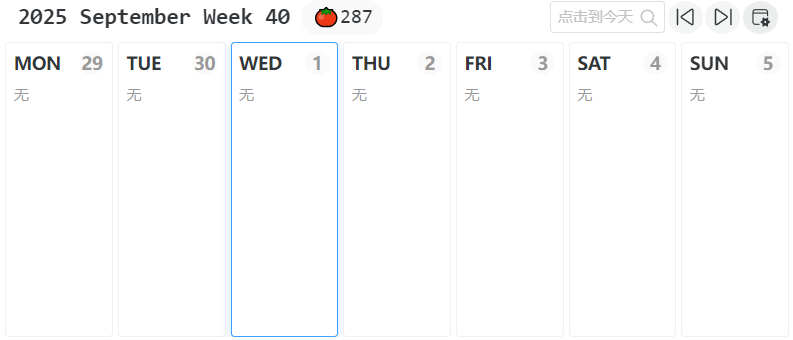 2025 September Week 40 287 点击到今天
MON 29 TUE 30 WED 1 THU 2 FRI 3 SAT 4 SUN 5
无 无 无 无 无 无 无